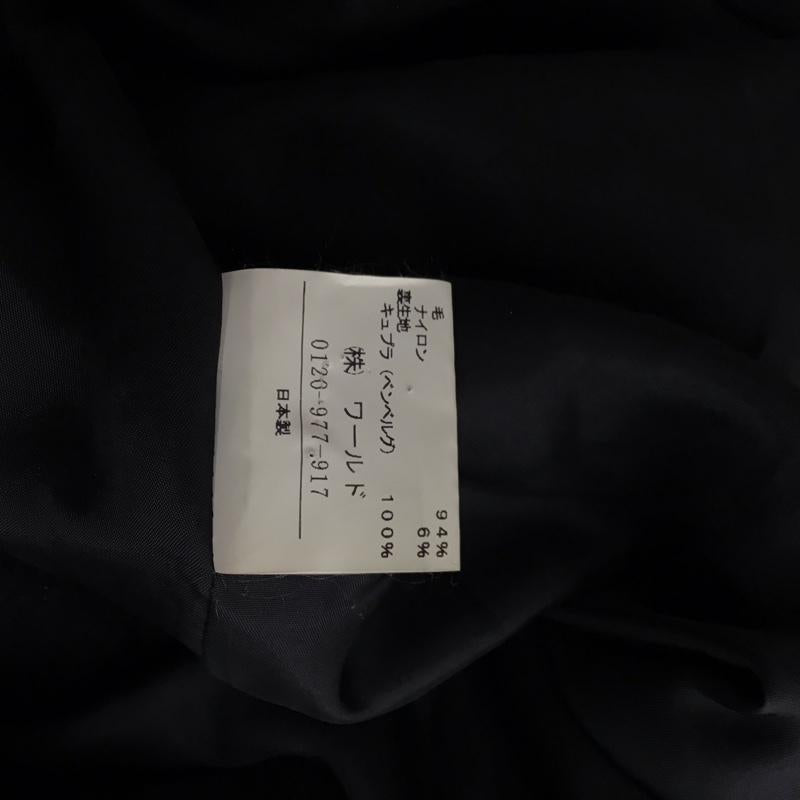 毛 94%
ナイロン 6%
裏生地
キュプラ（ベンベルグ） 100%
㈱ ワールド
0120-977-917
日本製